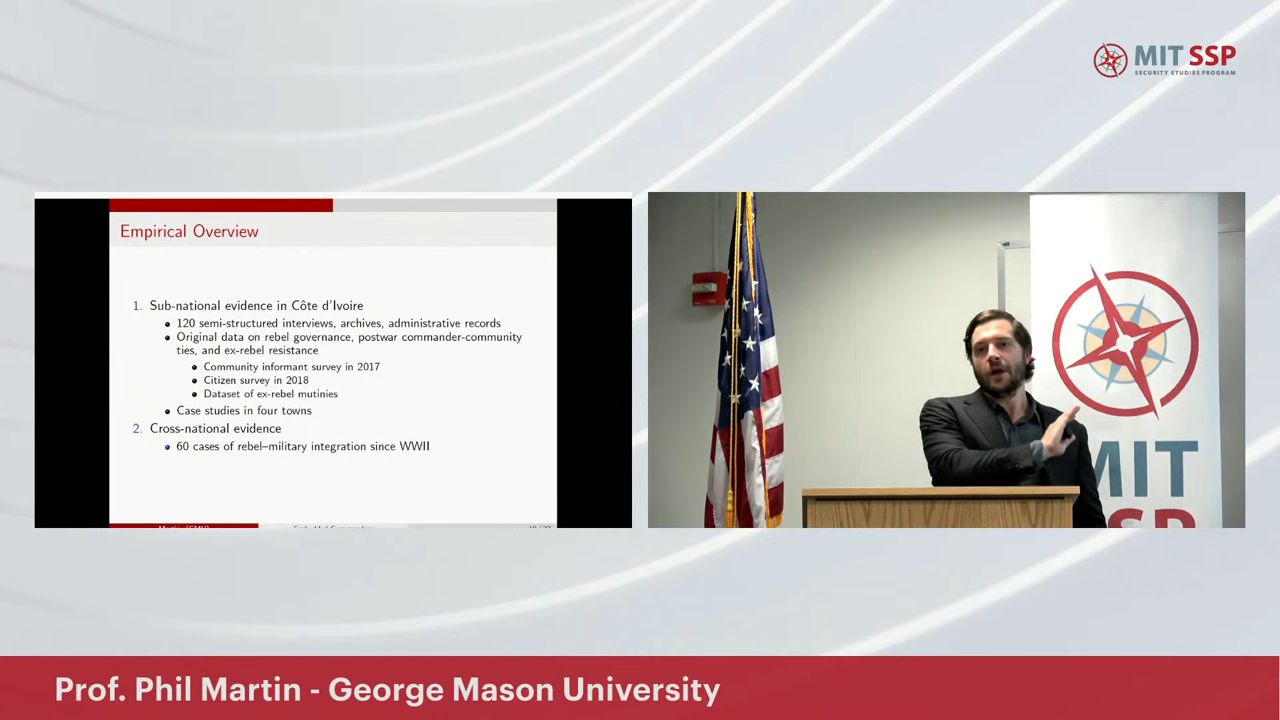 MIT SSP
SECURITY STUDIES PROGRAM
Empirical Overview
1. Sub-national evidence in Côte d'Ivoire
120 semi-structured interviews, archives, administrative records
Original data on rebel governance, postwar commander-community
ties, and ex-rebel resistance
Community informant survey in 2017
Citizen survey in 2018
Dataset of ex-rebel mutinies
Case studies in four towns
2. Cross-national evidence
60 cases of rebel–military integration since WWII
MIT
SSP
Prof. Phil Martin - George Mason University